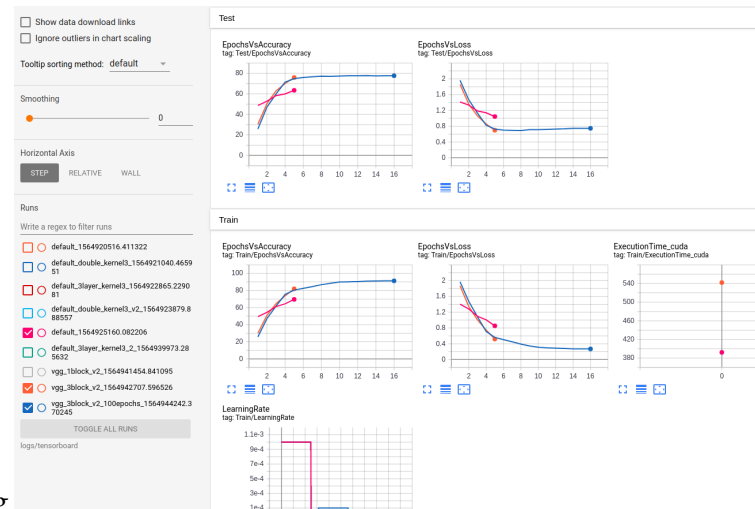 Show data download links
Ignore outliers in chart scaling
Tooltip sorting method: default
Smoothing
0
Horizontal Axis
STEP RELATIVE WALL
Runs
Write a regex to filter runs
default_1564920516.411322
default_double_kernel3_1564921040.4659
51
default_3layer_kernel3_1564922865.2290
81
default_double_kernel3_v2_1564923879.8
88557
default_1564925160.082206
default_3layer_kernel3_2_1564939973.28
5632
vgg_1block_v2_1564941454.841095
vgg_3block_v2_1564942707.596526
vgg_3block_v2_100epochs_1564944242.3
70245
TOGGLE ALL RUNS
logs/tensorboard
Test
EpochsVsAccuracy
tag: Test/EpochsVsAccuracy
80
60
40
20
0
2 4 6 8 10 12 14 16
EpochsVsLoss
tag: Test/EpochsVsLoss
2
1.6
1.2
0.8
0.4
0
2 4 6 8 10 12 14 16
Train
EpochsVsAccuracy
tag: Train/EpochsVsAccuracy
100
80
60
40
20
0
2 4 6 8 10 12 14 16
EpochsVsLoss
tag: Train/EpochsVsLoss
2
1.6
1.2
0.8
0.4
0
2 4 6 8 10 12 14 16
ExecutionTime_cuda
tag: Train/ExecutionTime_cuda
540
500
460
420
380
0
LearningRate
tag: Train/LearningRate
1.1e-3
9e-4
7e-4
5e-4
3e-4
1e-4